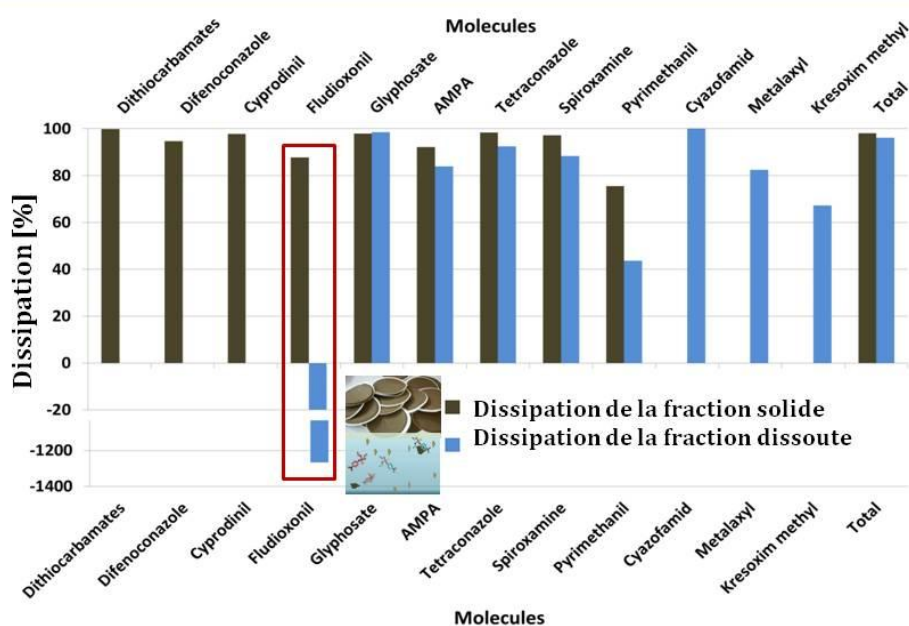 Molecules
Dithiocarbamates
Difenoconazole
Cyprodinil
Fludioxonil
Glyphosate
AMPA
Tetraconazole
Spiroxamine
Pyrimethanil
Cyazofamid
Metalaxyl
Kresoxim methyl
Total
Dissipation [%]
100
80
60
40
20
0
-20
-1200
-1400
Dissipation de la fraction solide
Dissipation de la fraction dissoute
Dithiocarbamates
Difenoconazole
Cyprodinil
Fludioxonil
Glyphosate
AMPA
Tetraconazole
Spiroxamine
Pyrimethanil
Cyazofamid
Metalaxyl
Kresoxim methyl
Total
Molecules